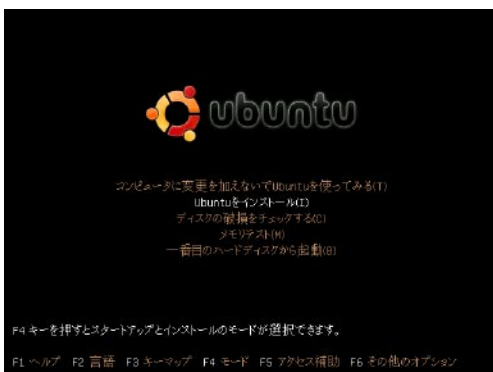 ubuntu
コンピュータに変更を加えないでUbuntuを使ってみる(T)
Ubuntuをインストール(I)
ディスクの破損をチェックする(C)
メモリテスト(M)
一番目のハードディスクから起動(B)
F4 キーを押すとスタートアップとインストールのモードが選択できます。
F1 ヘルプ F2 言語 F3 キーマップ F4 モード F5 アクセス補助 F6 その他のオプション